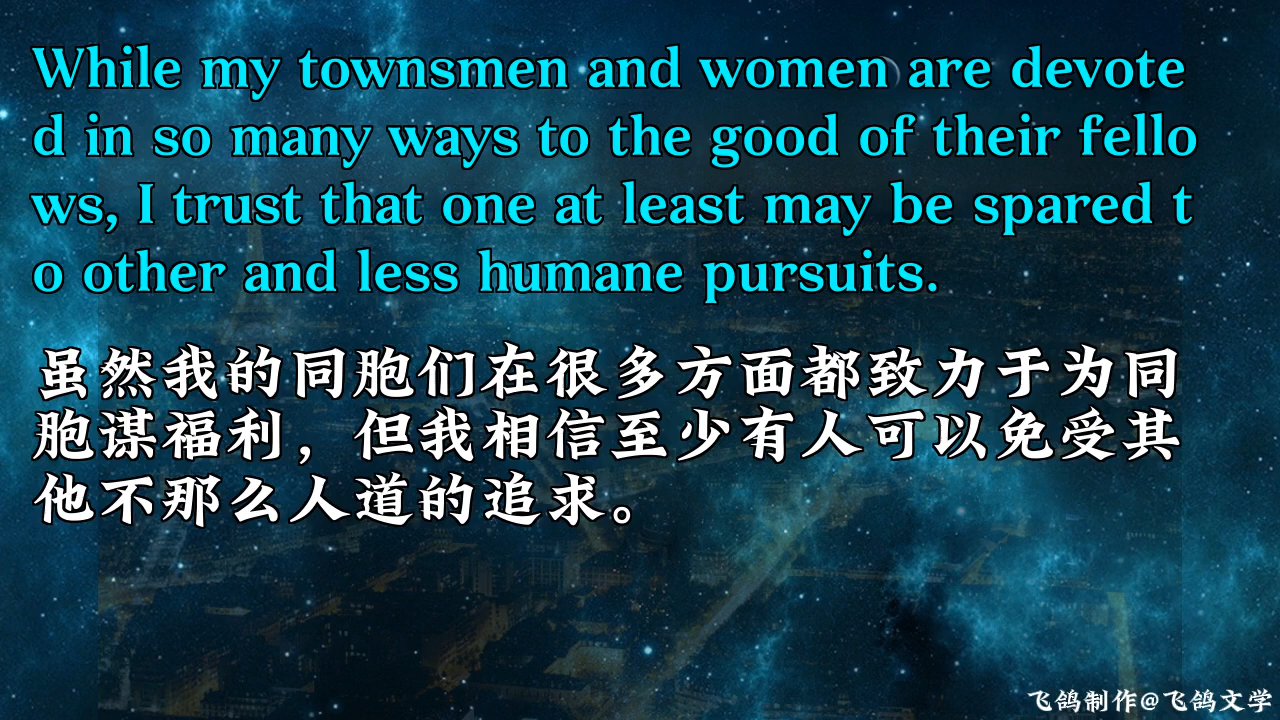 While my townsmen and women are devote
d in so many ways to the good of their fello
ws, I trust that one at least may be spared t
o other and less humane pursuits.
虽然我的同胞们在很多方面都致力于为同
胞谋福利，但我相信至少有人可以免受其
他不那么人道的追求。
飞鸽制作@飞鸽文学